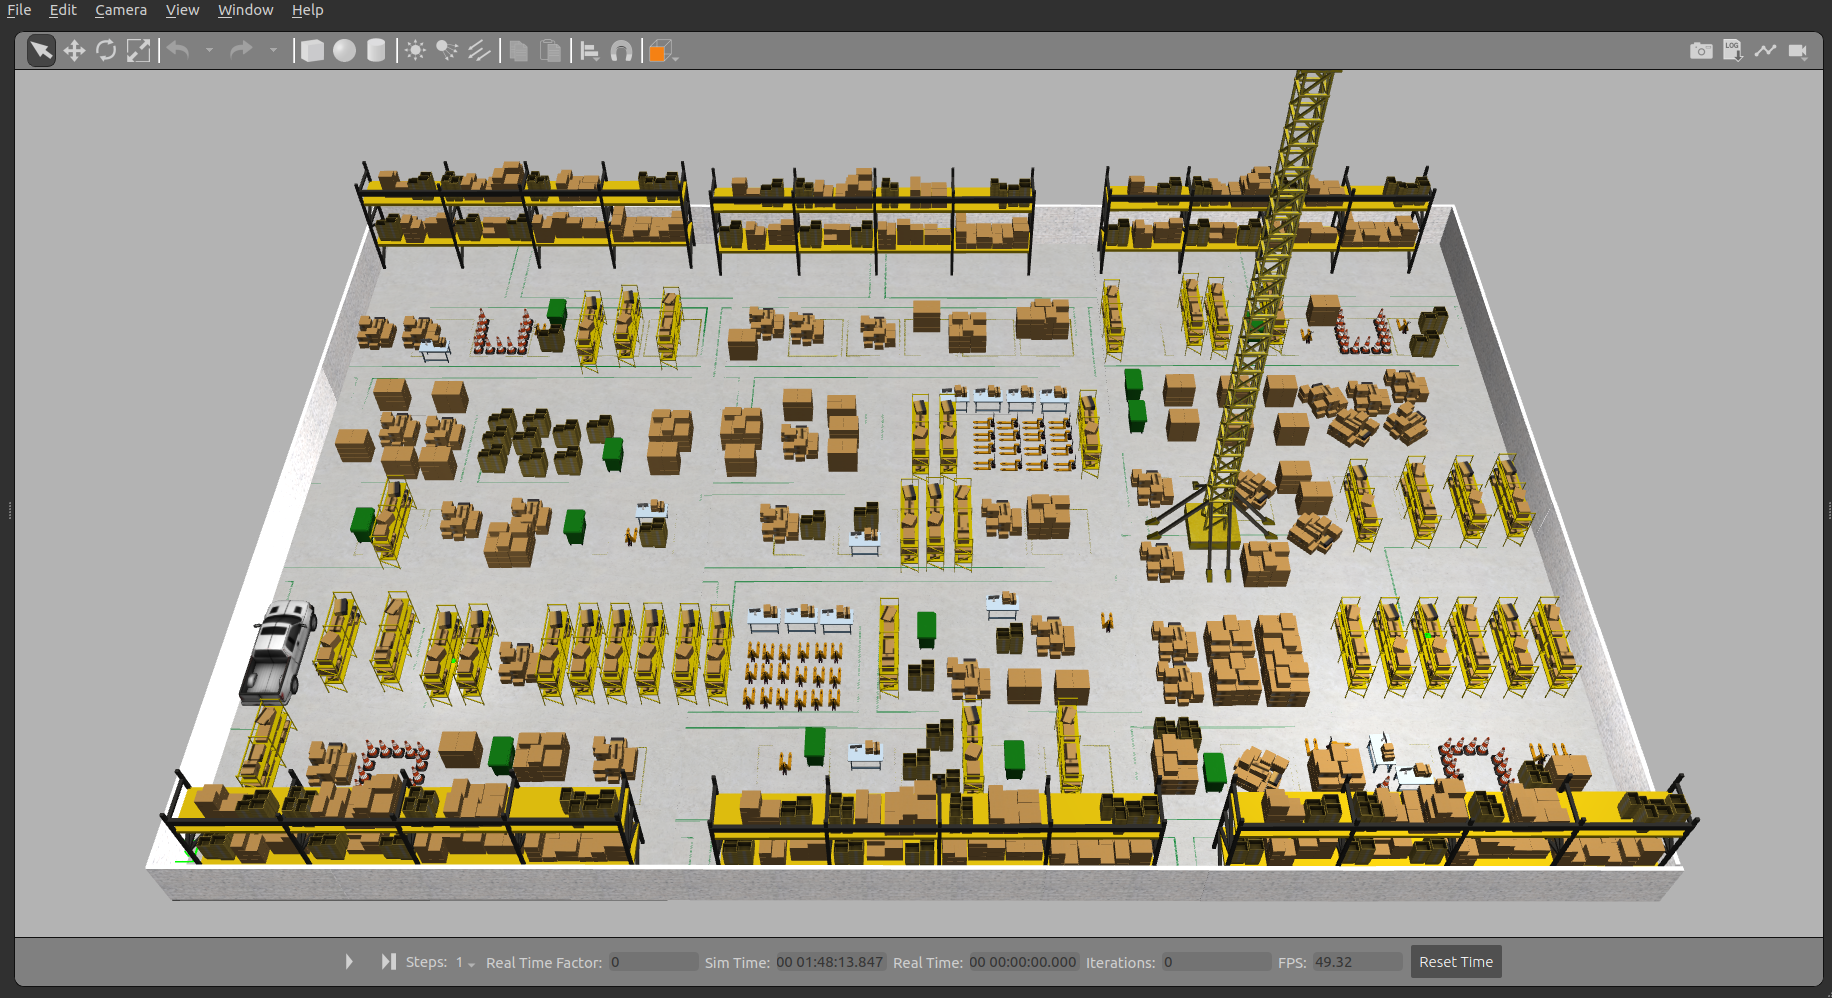 File Edit Camera View Window Help
LOG
Steps: 1 Real Time Factor: 0 Sim Time: 00 01:48:13.847 Real Time: 00 00:00:00.000 Iterations: 0 FPS: 49.32 Reset Time